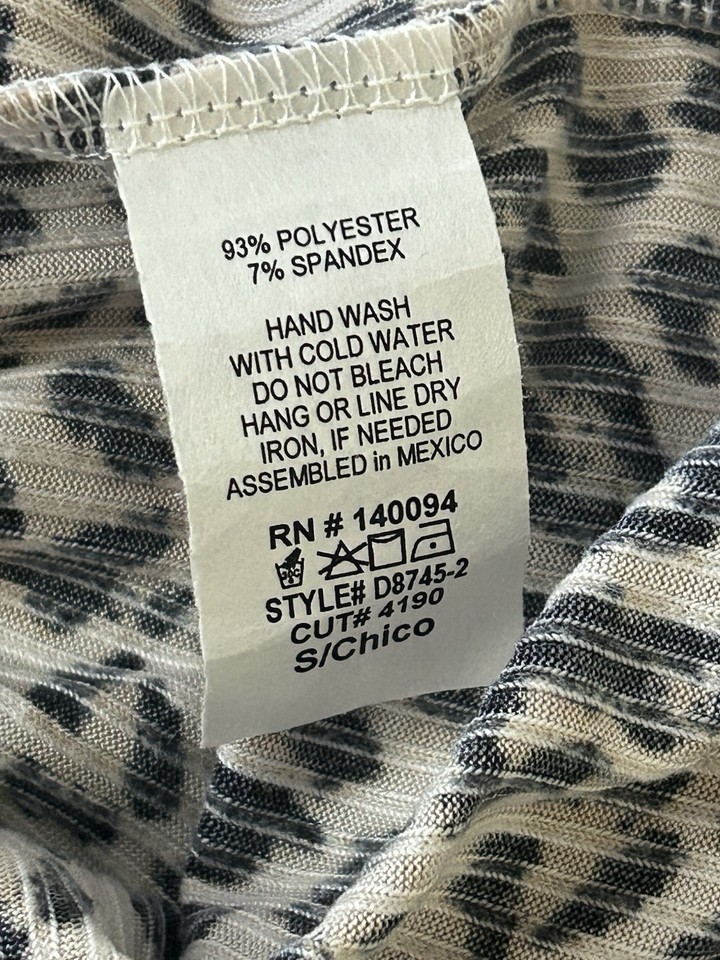 93% POLYESTER
7% SPANDEX
HAND WASH
WITH COLD WATER
DO NOT BLEACH
HANG OR LINE DRY
IRON, IF NEEDED
ASSEMBLED in MEXICO
RN # 140094
STYLE# D8745-2
CUT# 4190
S/Chico